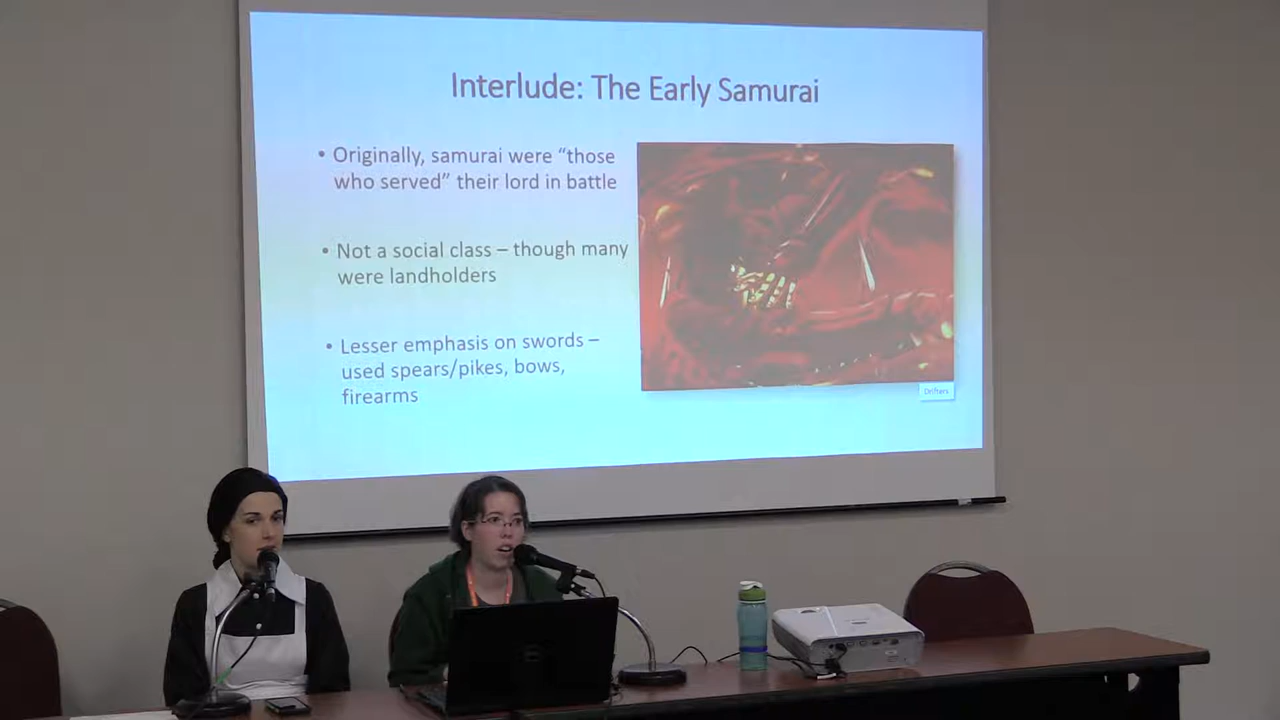 Interlude: The Early Samurai
• Originally, samurai were “those
who served” their lord in battle
• Not a social class – though many
were landholders
• Lesser emphasis on swords –
used spears/pikes, bows,
firearms
Drifters
DELL